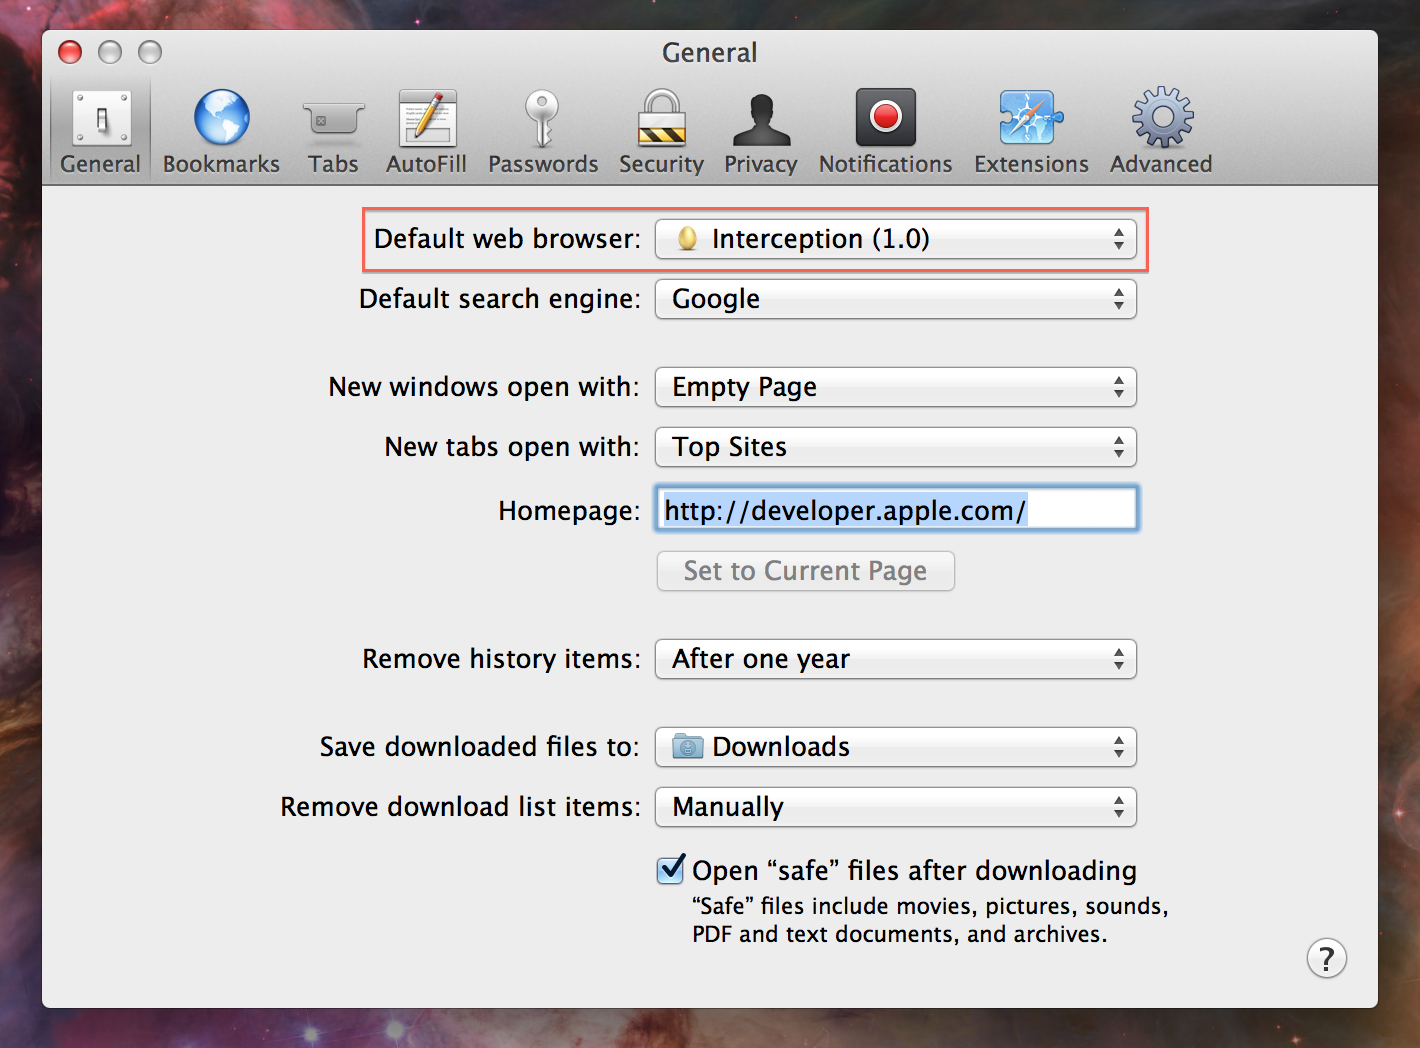 General
General Bookmarks Tabs AutoFill Passwords Security Privacy Notifications Extensions Advanced
Default web browser: Interception (1.0)
Default search engine: Google
New windows open with: Empty Page
New tabs open with: Top Sites
Homepage: http://developer.apple.com/
Set to Current Page
Remove history items: After one year
Save downloaded files to: Downloads
Remove download list items: Manually
Open “safe” files after downloading
“Safe” files include movies, pictures, sounds,
PDF and text documents, and archives.
?